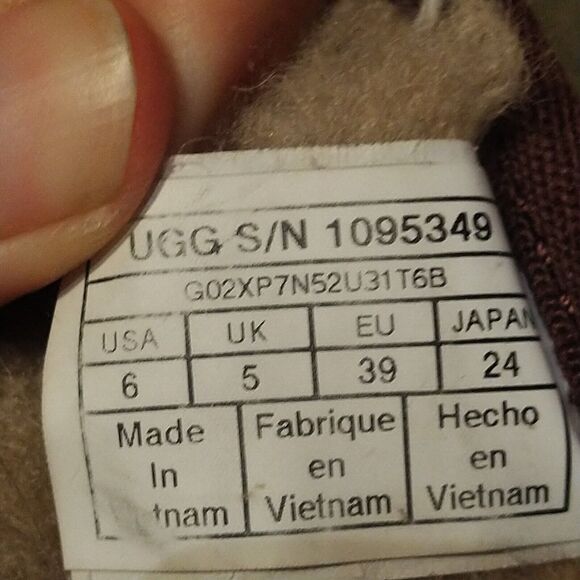 UGG S/N 1095349
G02XP7N52U31T6B
USA UK EU JAPAN
6 5 39 24
Made Fabrique Hecho
In en en
tnam Vietnam Vietnam